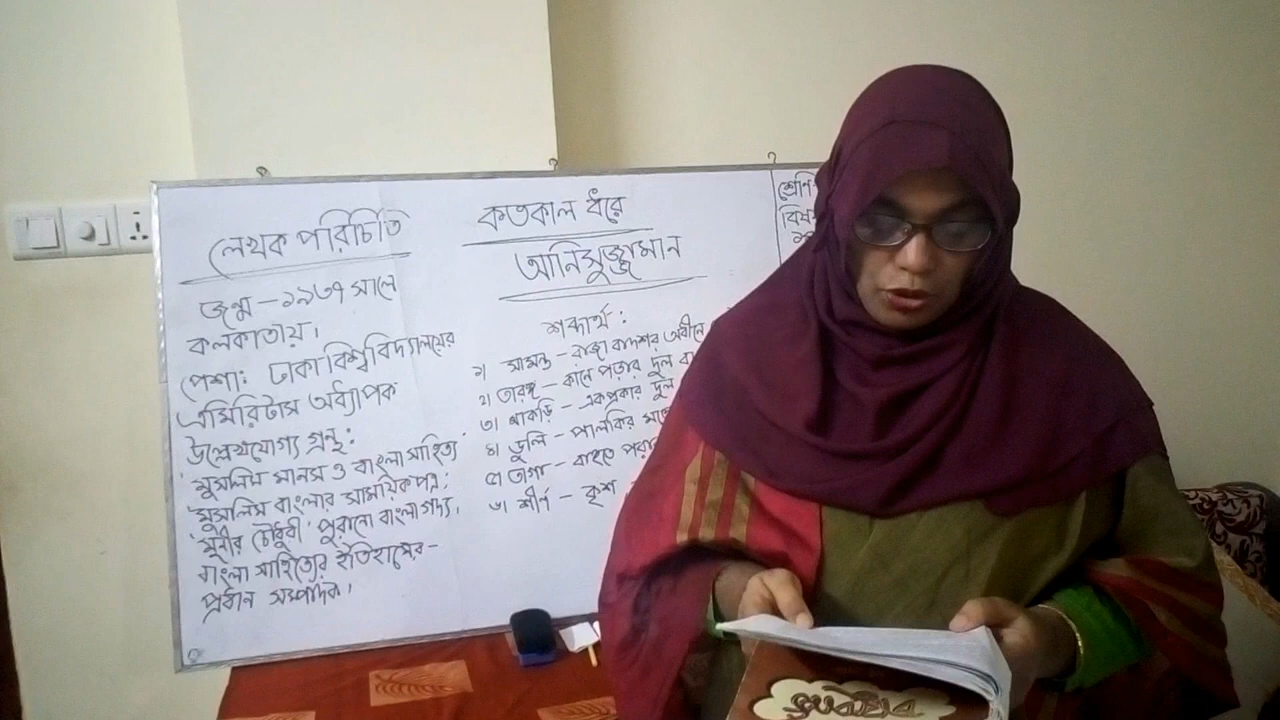 লেখক পরিচিতি
জন্ম – ১৯৩৭ সালে
কলকাতায়।
পেশা: ঢাকা বিশ্ববিদ্যালয়ের
এমিরিটাস অধ্যাপক
উল্লেখযোগ্য গ্রন্থ:
'মুসলিম মানস ও বাংলা সাহিত্য'
'মুসলিম বাংলার সাময়িকপত্র;
'মুনীর চৌধুরী' পুরানো বাংলা গদ্য,
বাংলা সাহিত্যের ইতিহাসের –
প্রধান সম্পাদক।
কতকাল ধরে
আনিসুজ্জামান
শব্দার্থ:
১) সামন্ত – রাজা বাদশার অধীনে
২) তারঙ্গ – কানে পড়ার দুল বা
৩) মাকড়ি – একপ্রকার দুল
৪) ডুলি – পালকির মতো
৫) তাগা – বাহুতে পরার
৬) শীর্ণ – কৃশ
শ্রেণি